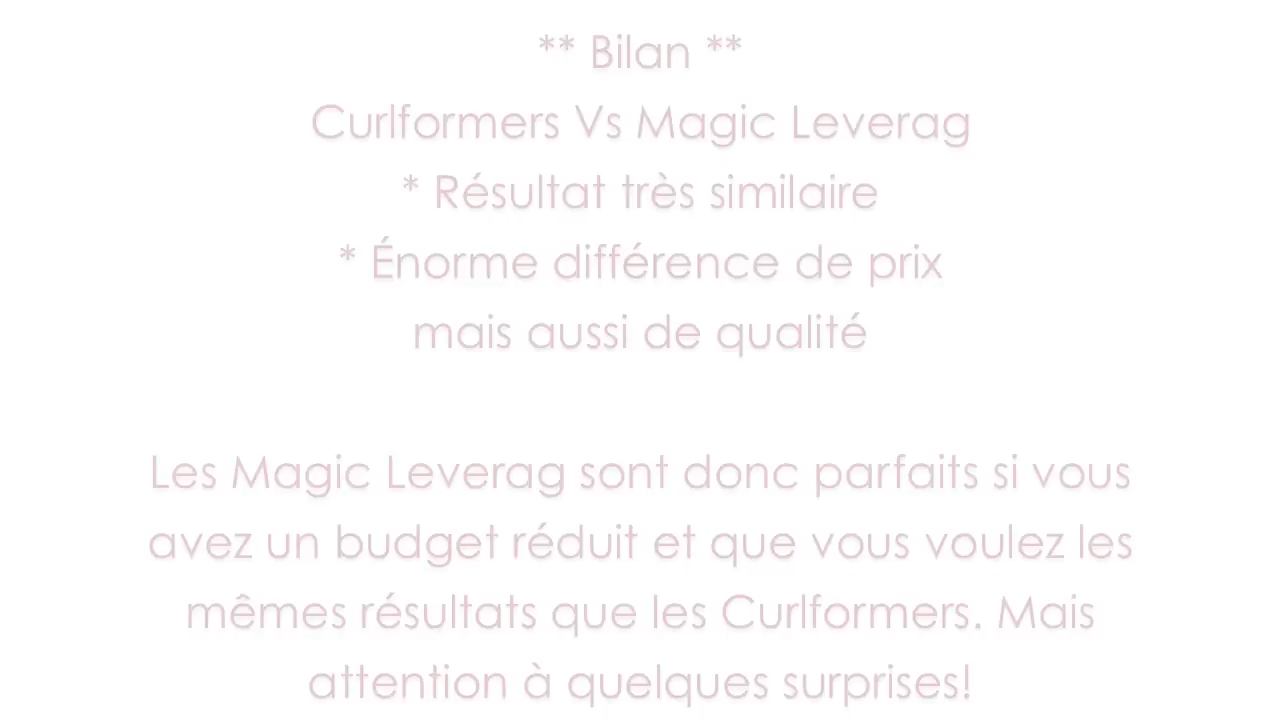 ** Bilan **
Curlformers Vs Magic Leverag
* Résultat très similaire
* Énorme différence de prix
mais aussi de qualité
Les Magic Leverag sont donc parfaits si vous
avez un budget réduit et que vous voulez les
mêmes résultats que les Curlformers. Mais
attention à quelques surprises!